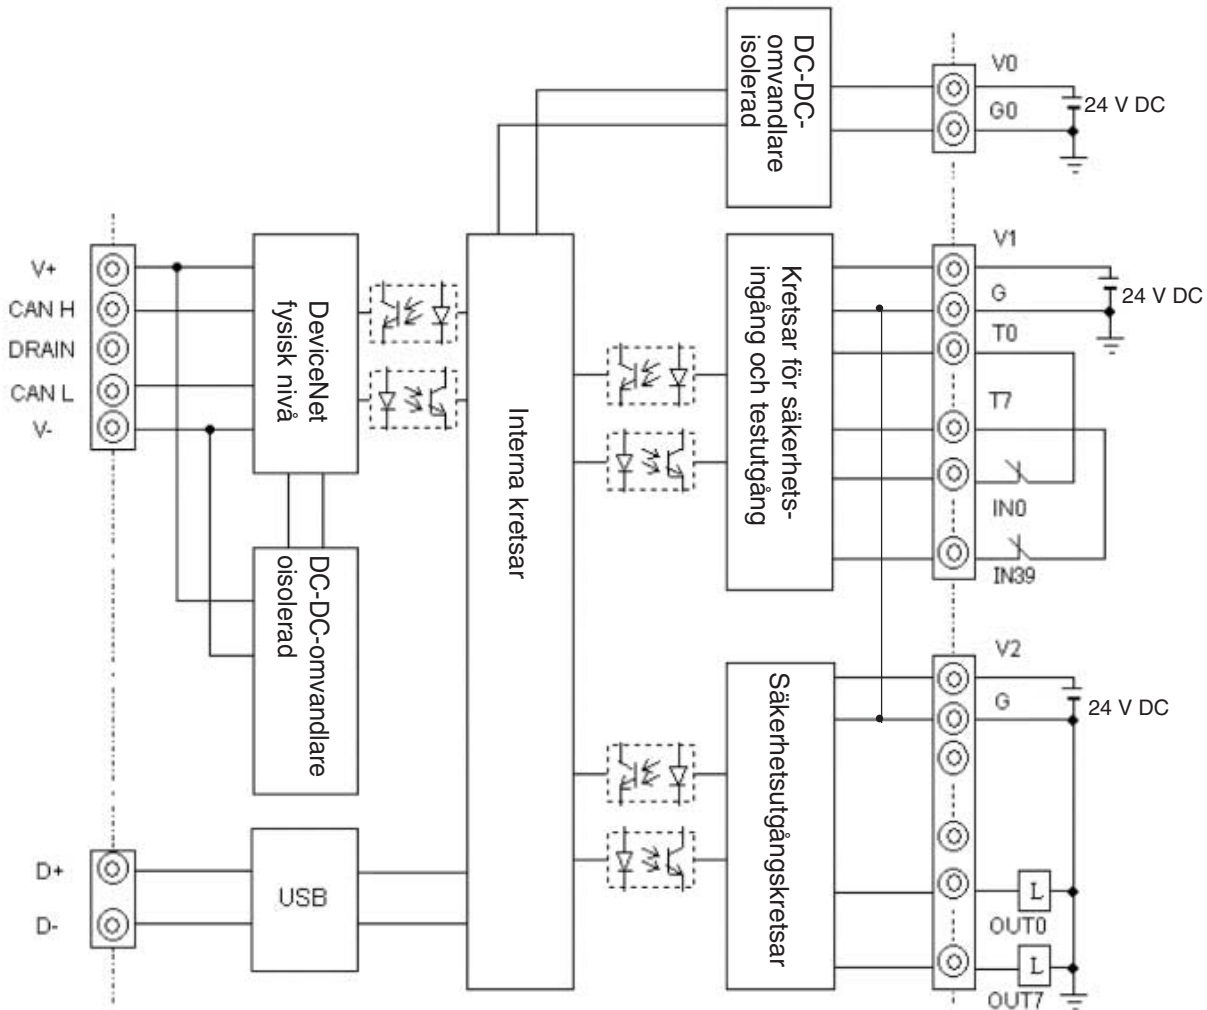 DC-DC-
omvandlare
isolerad
V0
G0
24 V DC
V+
CAN H
DRAIN
CAN L
V-
DeviceNet
fysisk nivå
DC-DC-omvandlare
oisolerad
Interna kretsar
Kretsar för säkerhets-
ingång och testutgång
V1
G
24 V DC
T0
T7
IN0
IN39
Säkerhetsutgångskretsar
V2
G
24 V DC
L
OUT0
L
OUT7
D+
D-
USB